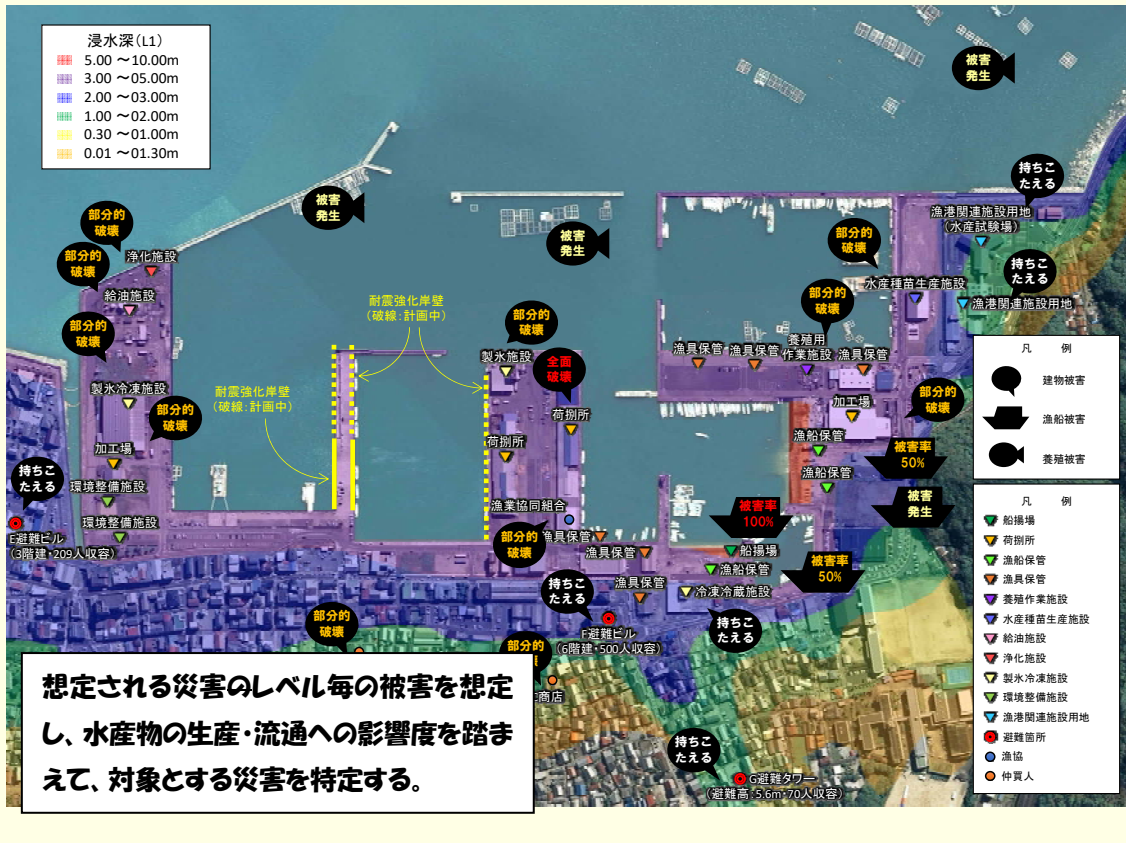 浸水深(L1)
5.00 ～10.00m
3.00 ～05.00m
2.00 ～03.00m
1.00 ～02.00m
0.30 ～01.00m
0.01 ～01.30m
被害
発生
持ちこ
たえる
漁港関連施設用地
(水産試験場)
被害
発生
部分的
破壊
浄化施設
被害
発生
部分的
破壊
部分的
破壊
給油施設
水産種苗生産施設
持ちこ
たえる
漁港関連施設用地
耐震強化岸壁
(破線:計画中)
部分的
破壊
部分的
破壊
製氷施設
部分的
破壊
養殖用
作業施設
漁具保管
漁具保管
漁具保管
全面
破壊
荷捌所
製氷冷凍施設
耐震強化岸壁
(破線:計画中)
部分的
破壊
加工場
部分的
破壊
加工場
荷捌所
漁船保管
被害率
50%
漁船保管
持ちこ
たえる
環境整備施設
環境整備施設
E避難ビル
(3階建・209人収容)
漁業協同組合
部分的
破壊
漁具保管
漁具保管
被害率
100%
船揚場
漁船保管
被害率
50%
被害
発生
漁具保管
冷凍冷蔵施設
持ちこ
たえる
F避難ビル
(6階建・500人収容)
持ちこ
たえる
部分的
破壊
部分的
破壊
商店
持ちこ
たえる
G避難タワー
(避難高:5.6m・70人収容)
想定される災害のレベル毎の被害を想定
し、水産物の生産・流通への影響度を踏ま
えて、対象とする災害を特定する。
凡 例
建物被害
漁船被害
養殖被害
凡 例
船揚場
荷捌所
漁船保管
漁具保管
養殖作業施設
水産種苗生産施設
給油施設
浄化施設
製氷冷凍施設
環境整備施設
漁港関連施設用地
避難箇所
漁協
仲買人